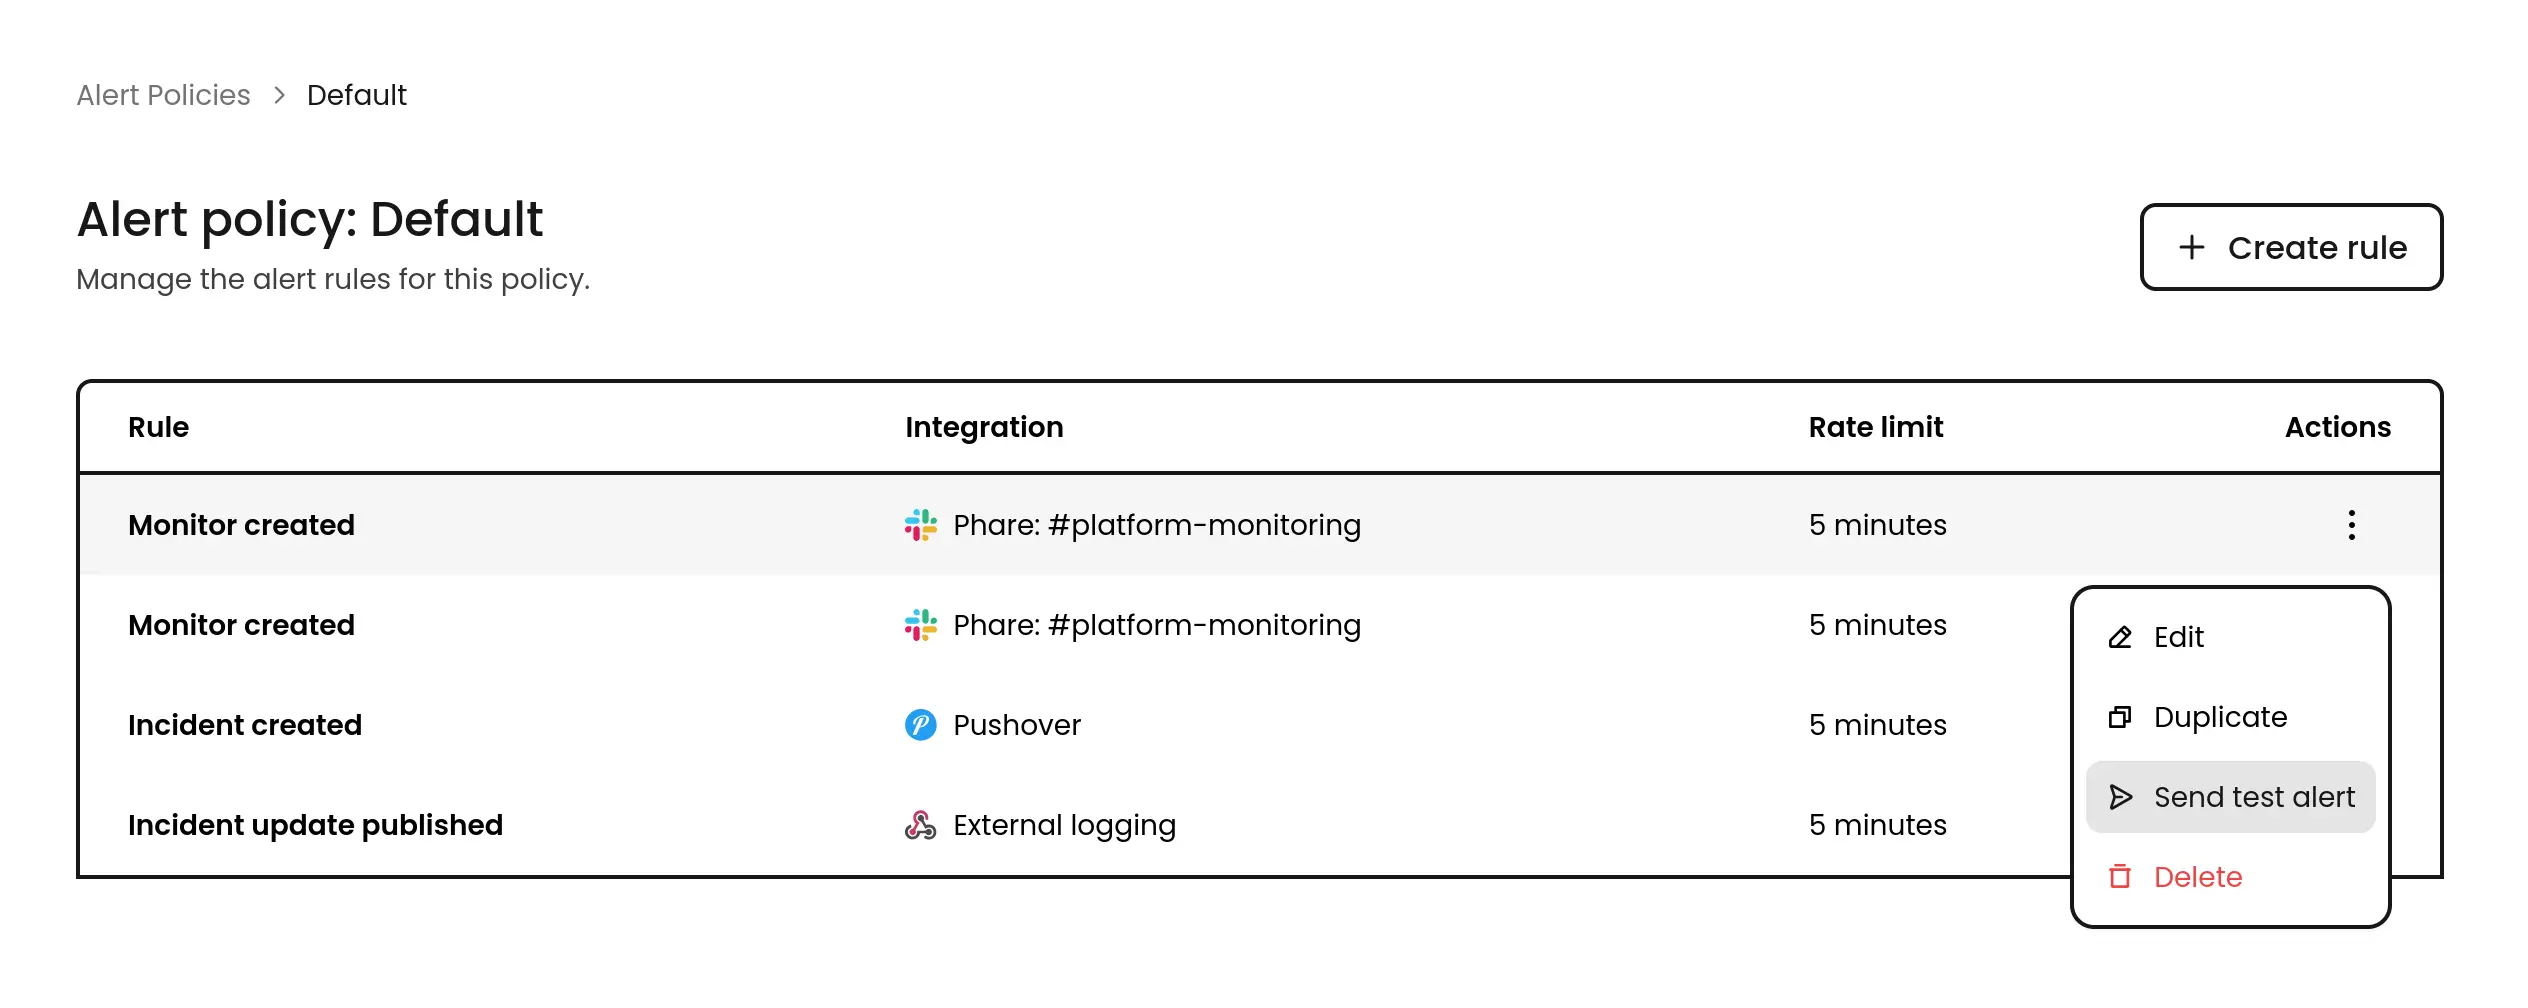 Alert Policies > Default
Alert policy: Default
Manage the alert rules for this policy.
+ Create rule
Rule Integration Rate limit Actions
Monitor created Phare: #platform-monitoring 5 minutes
Monitor created Phare: #platform-monitoring 5 minutes
Edit
Incident created Pushover 5 minutes
Duplicate
Send test alert
Incident update published External logging 5 minutes
Delete